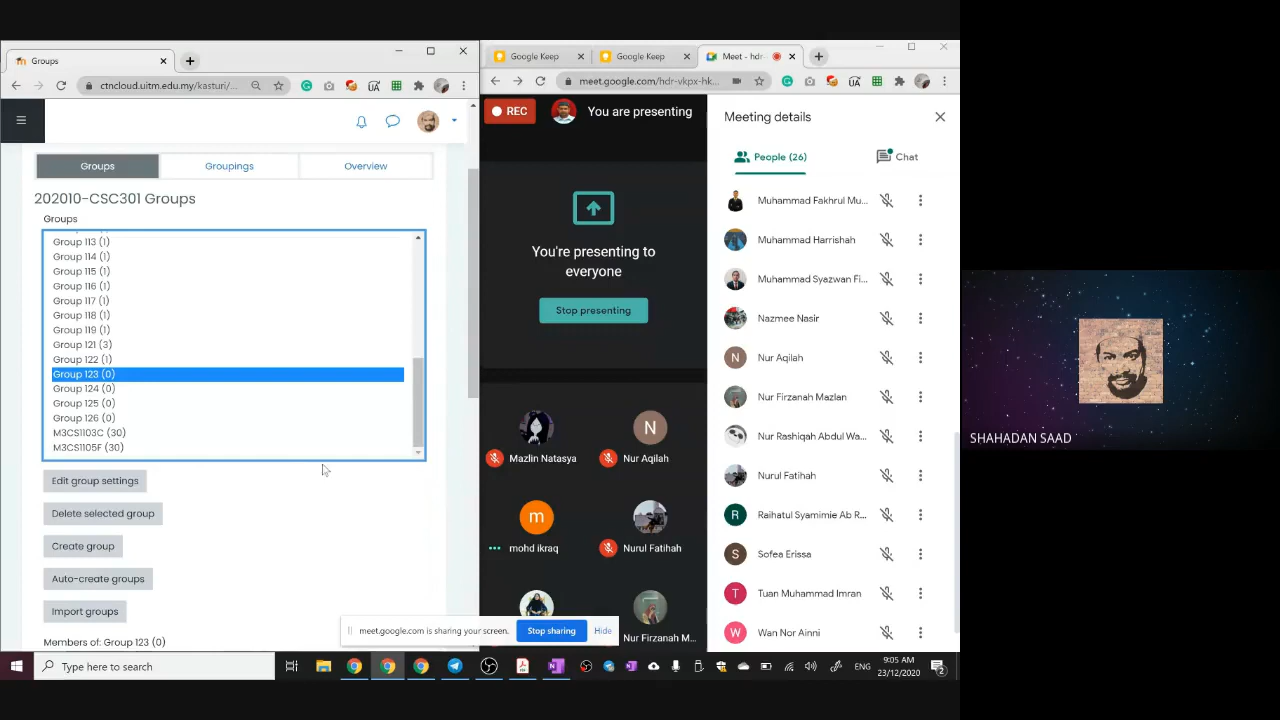 Groups
ctncloud.uitm.edu.my/kasturi/...
Groups
Groupings
Overview
202010-CSC301 Groups
Groups
Group 113 (1)
Group 114 (1)
Group 115 (1)
Group 116 (1)
Group 117 (1)
Group 118 (1)
Group 119 (1)
Group 121 (3)
Group 122 (1)
Group 123 (0)
Group 124 (0)
Group 125 (0)
Group 126 (0)
M3CS1103C (30)
M3CS1105F (30)
Edit group settings
Delete selected group
Create group
Auto-create groups
Import groups
Members of: Group 123 (0)
Google Keep
Google Keep
Meet - hdr
meet.google.com/hdr-vkpx-hk...
REC
You are presenting
You're presenting to
everyone
Stop presenting
N
Mazlin Natasya
Nur Aqilah
m
mohd ikraq
Nurul Fatihah
Nur Firzanah M...
meet.google.com is sharing your screen.
Stop sharing
Hide
Meeting details
People (26)
Chat
Muhammad Fakhrul Mu...
Muhammad Harrishah
Muhammad Syazwan Fi...
Nazmee Nasir
N
Nur Aqilah
Nur Firzanah Mazlan
Nur Rashiqah Abdul Wa...
Nurul Fatihah
R
Raihatul Syamimie Ab R...
S
Sofea Erissa
T
Tuan Muhammad Imran
W
Wan Nor Ainni
SHAHADAN SAAD
Type here to search
ENG
9:05 AM
23/12/2020
2